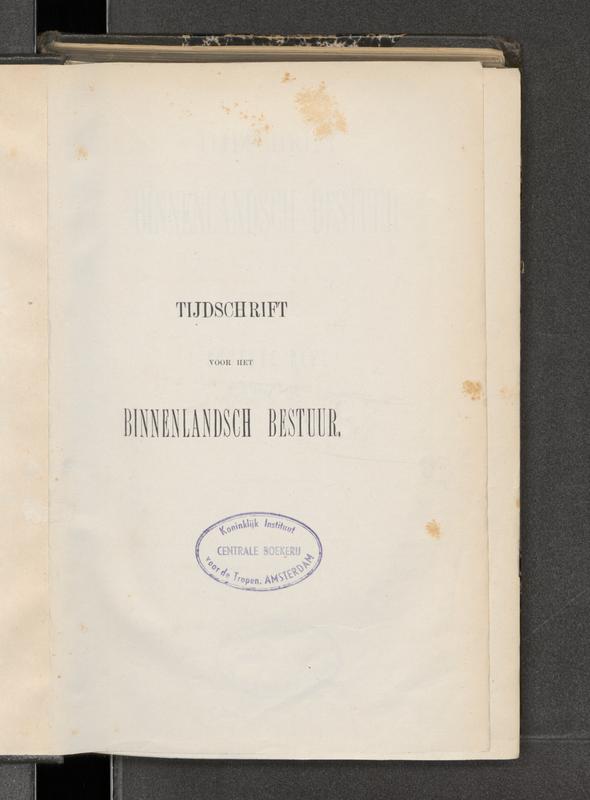 TIJDSCHRIFT
VOOR HET
BINNENLANDSCH BESTUUR.
Koninklijk Instituut
CENTRALE BOEKERIJ
voor de Tropen. AMSTERDAM